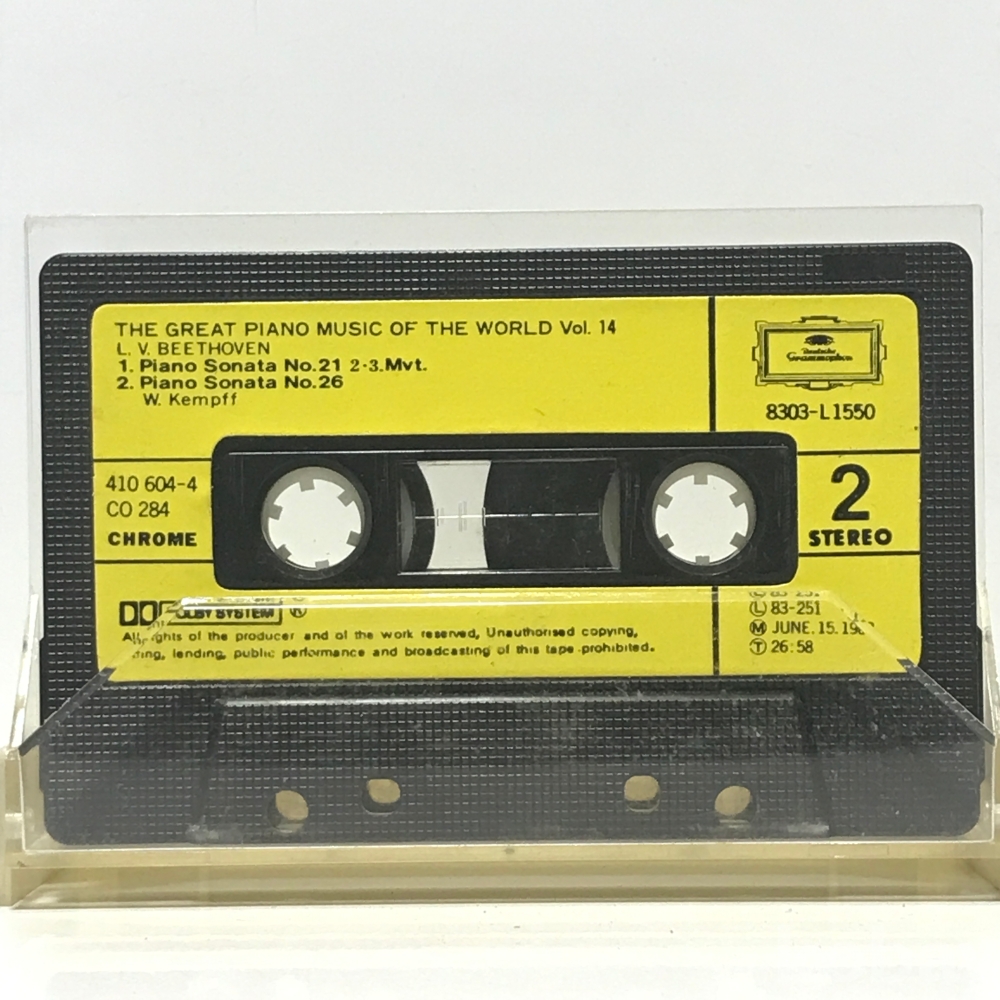 THE GREAT PIANO MUSIC OF THE WORLD Vol. 14
L. V. BEETHOVEN
1. Piano Sonata No.21 2·3.Mvt.
2. Piano Sonata No.26
W. Kempff
Deutsche
Grammophon
8303-L1550
410 604-4
CO 284
CHROME
2
STEREO
DOLBY SYSTEM ®
All rights of the producer and of the work reserved, Unauthorised copying,
lending, public performance and broadcasting of this tape prohibited.
Ⓛ 83-251
Ⓜ JUNE. 15.
Ⓣ 26:58